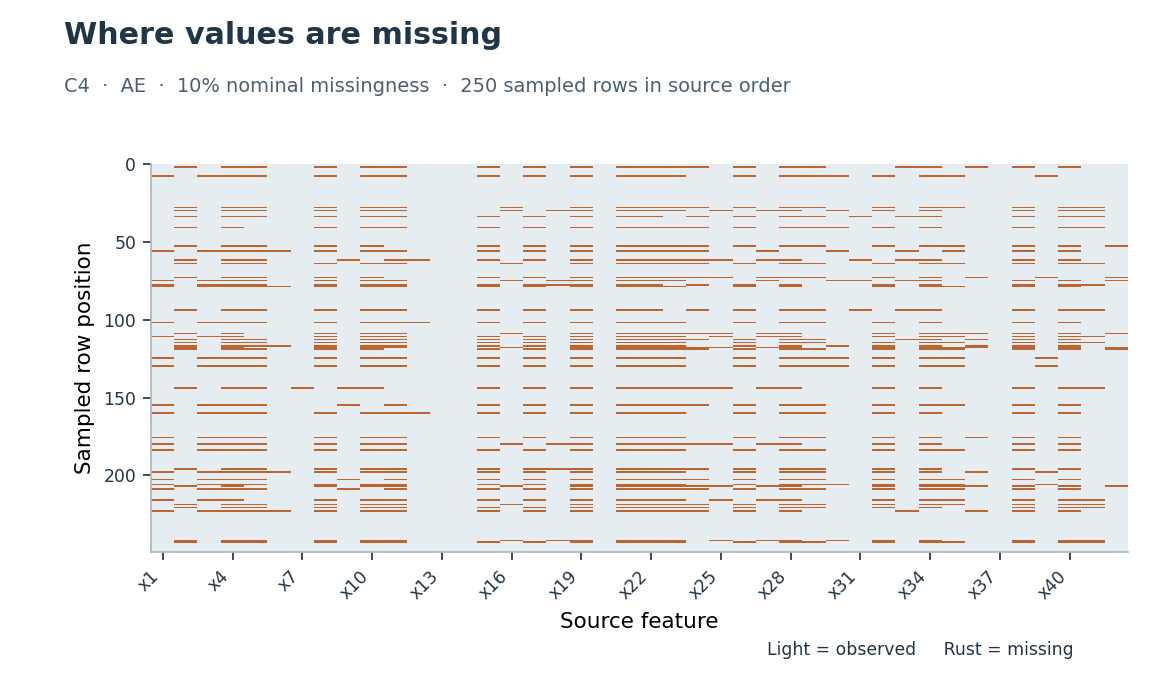 Where values are missing
C4 · AE · 10% nominal missingness · 250 sampled rows in source order
Sampled row position
0
50
100
150
200
x1 x4 x7 x10 x13 x16 x19 x22 x25 x28 x31 x34 x37 x40
Source feature
Light = observed Rust = missing